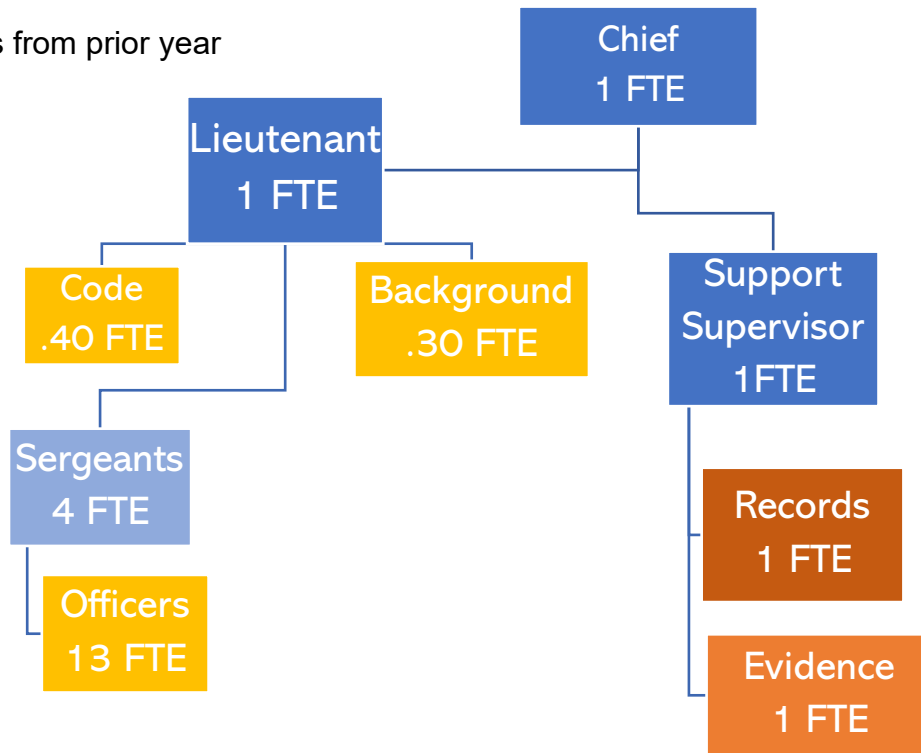 from prior year
Chief
1 FTE
Lieutenant
1 FTE
Code
.40 FTE
Background
.30 FTE
Support
Supervisor
1FTE
Sergeants
4 FTE
Records
1 FTE
Officers
13 FTE
Evidence
1 FTE